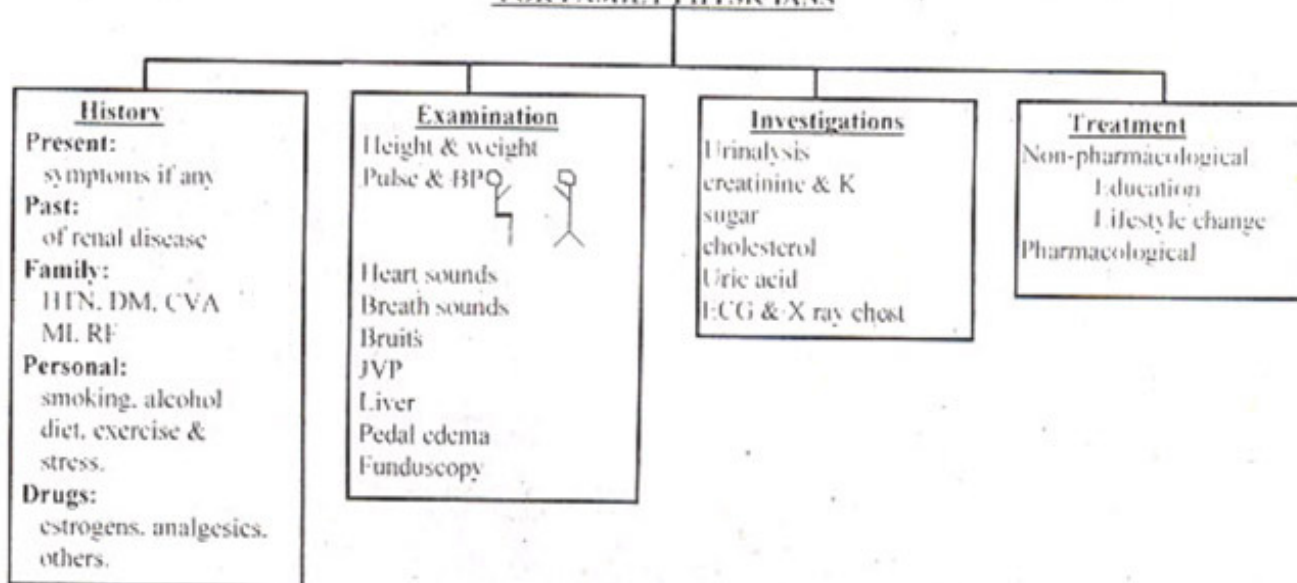 FOR FAMILY PHYSICIANS
History
Present:
symptoms if any
Past:
of renal disease
Family:
HTN, DM, CVA
MI, RF
Personal:
smoking, alcohol
diet, exercise &
stress.
Drugs:
estrogens, analgesics,
others.
Examination
Height & weight
Pulse & BP
Heart sounds
Breath sounds
Bruits
JVP
Liver
Pedal edema
Funduscopy
Investigations
Urinalysis
creatinine & K
sugar
cholesterol
Uric acid
ECG & X ray chest
Treatment
Non-pharmacological
Education
Lifestyle change
Pharmacological